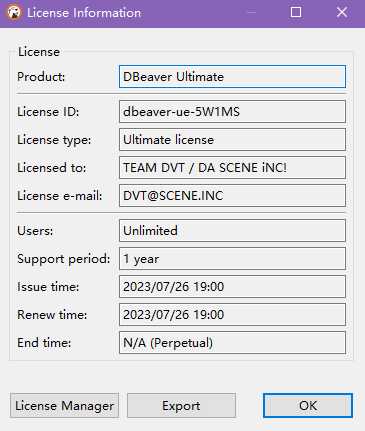 License Information
License
Product: DBeaver Ultimate
License ID: dbeaver-ue-5W1MS
License type: Ultimate license
Licensed to: TEAM DVT / DA SCENE iNC!
License e-mail: DVT@SCENE.INC
Users: Unlimited
Support period: 1 year
Issue time: 2023/07/26 19:00
Renew time: 2023/07/26 19:00
End time: N/A (Perpetual)
License Manager Export OK